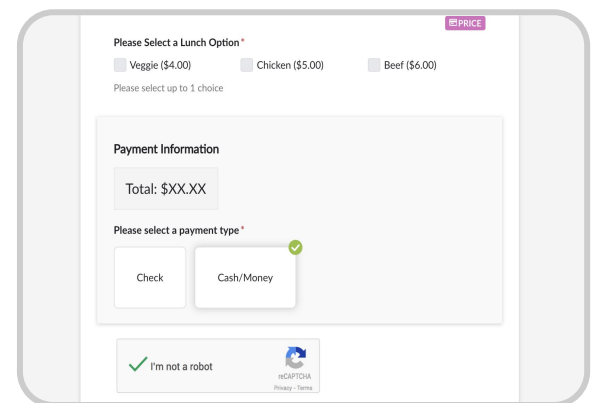 PRICE
Please Select a Lunch Option*
Veggie ($4.00) Chicken ($5.00) Beef ($6.00)
Please select up to 1 choice
Payment Information
Total: $XX.XX
Please select a payment type*
Check Cash/Money
I'm not a robot
reCAPTCHA
Privacy - Terms